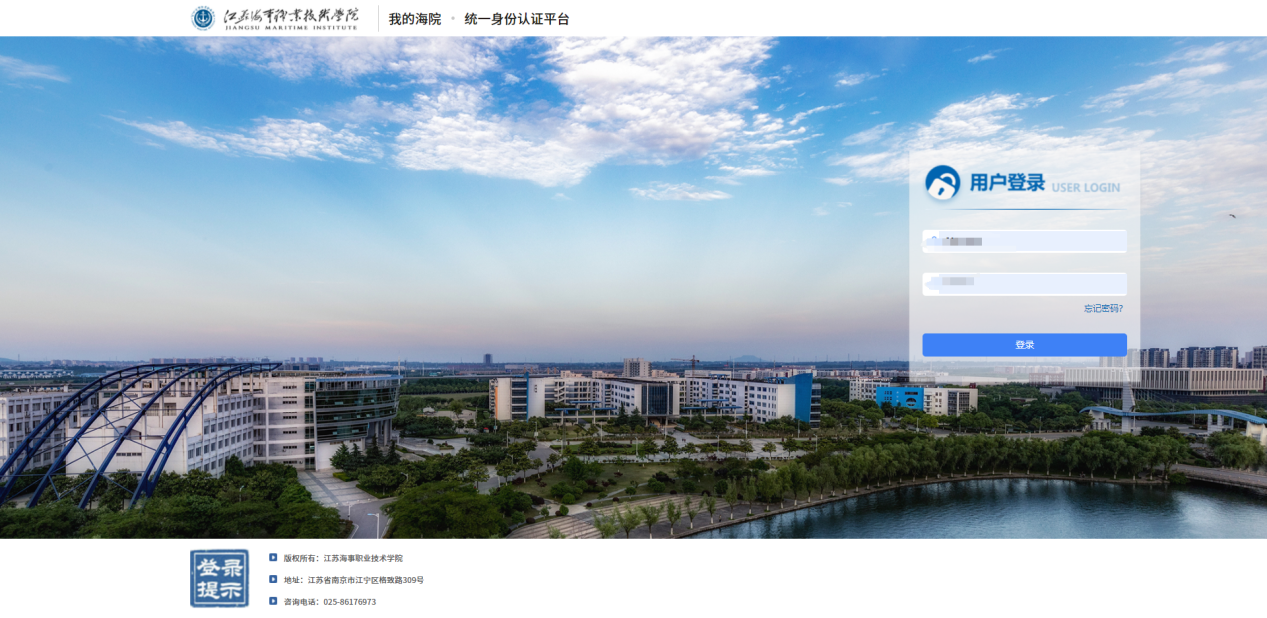 江苏海事职业技术学院
JIANGSU MARITIME INSTITUTE
我的海院 • 统一身份认证平台
用户登录 USER LOGIN
忘记密码?
登录
登录提示
版权所有：江苏海事职业技术学院
地址：江苏省南京市江宁区格致路309号
咨询电话：025-86176973